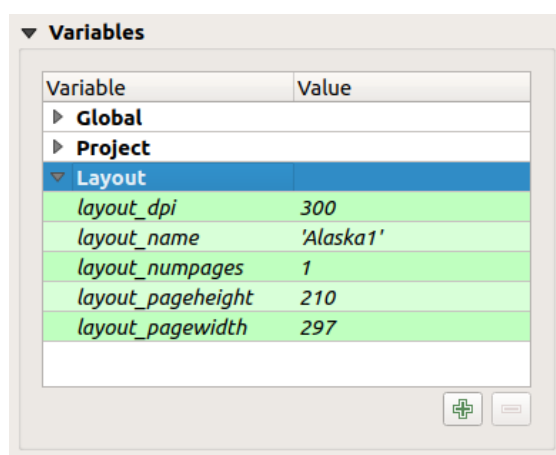 Variables
Variable Value
Global
Project
Layout
layout_dpi 300
layout_name 'Alaska1'
layout_numpages 1
layout_pageheight 210
layout_pagewidth 297